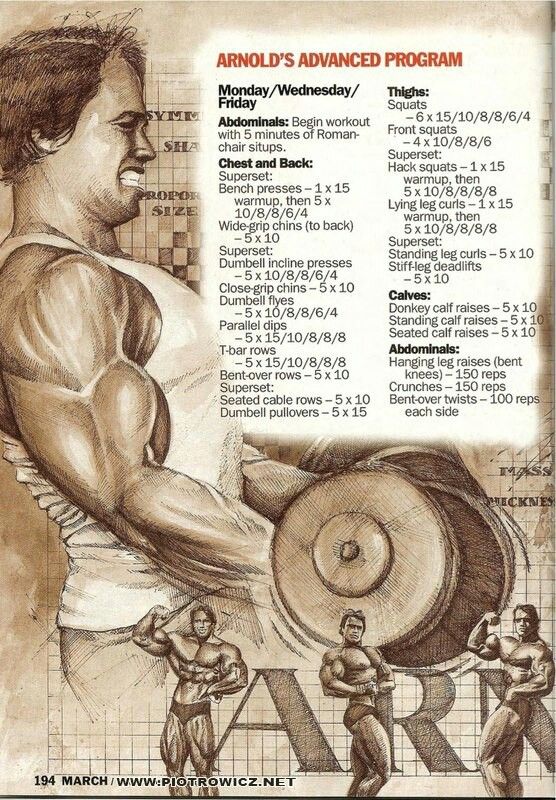 ARNOLD'S ADVANCED PROGRAM
Monday/Wednesday/
Friday
Abdominals: Begin workout
with 5 minutes of Roman-
chair situps.
Chest and Back:
Superset:
Bench presses – 1 x 15
warmup, then 5 x
10/8/8/6/4
Wide-grip chins (to back)
– 5 x 10
Superset:
Dumbell incline presses
– 5 x 10/8/8/6/4
Close-grip chins – 5 x 10
Dumbell flyes
– 5 x 10/8/8/6/4
Parallel dips
– 5 x 15/10/8/8/8
T-bar rows
– 5 x 15/10/8/8/8
Bent-over rows – 5 x 10
Superset:
Seated cable rows – 5 x 10
Dumbell pullovers – 5 x 15
Thighs:
Squats
– 6 x 15/10/8/8/6/4
Front squats
– 4 x 10/8/8/6
Superset:
Hack squats – 1 x 15
warmup, then
5 x 10/8/8/8/8
Lying leg curls – 1 x 15
warmup, then
5 x 10/8/8/8/8
Superset:
Standing leg curls – 5 x 10
Stiff-leg deadlifts
– 5 x 10
Calves:
Donkey calf raises – 5 x 10
Standing calf raises – 5 x 10
Seated calf raises – 5 x 10
Abdominals:
Hanging leg raises (bent
knees) – 150 reps
Crunches – 150 reps
Bent-over twists – 100 reps
each side
SYMM
SHA
PROPOR
SIZE
MASS
HICKNES
ARN
194 MARCH / WWW.PIOTROWICZ.NET